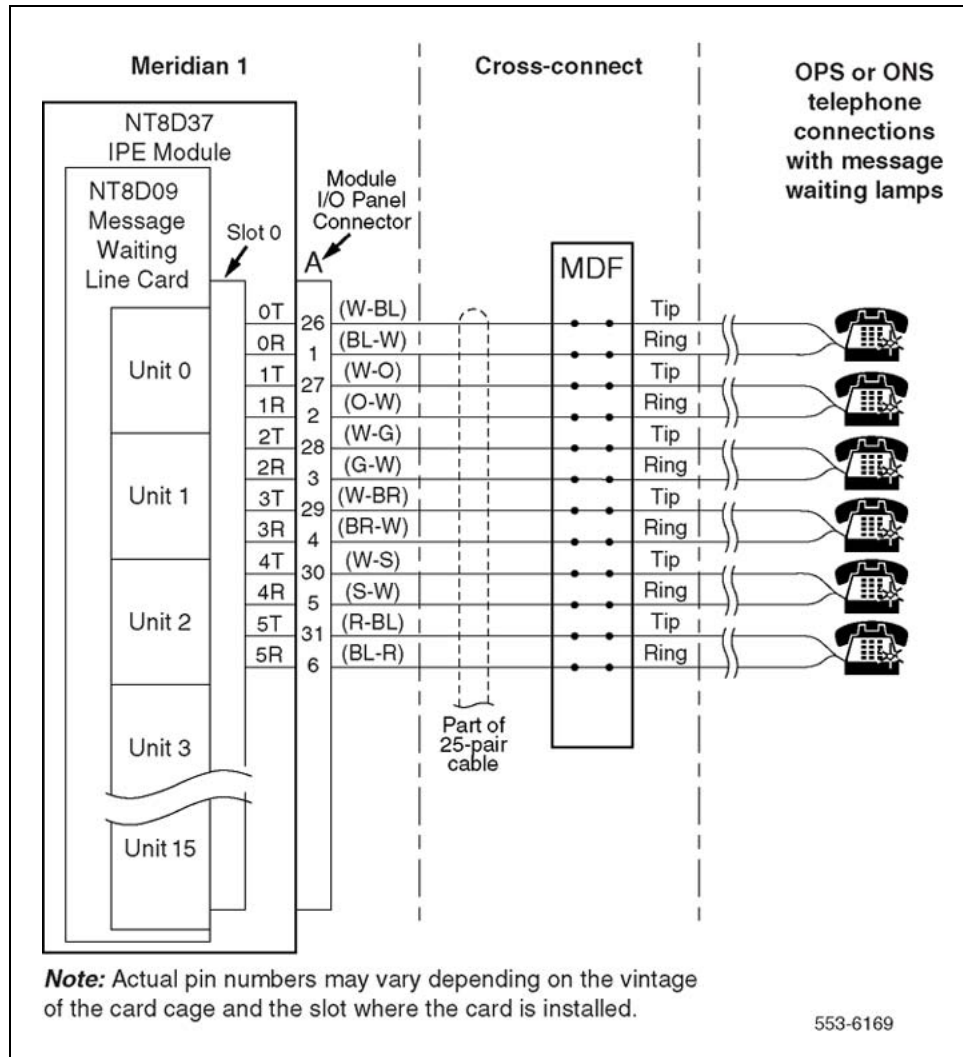 Meridian 1
Cross-connect
OPS or ONS
telephone
connections
with message
waiting lamps
NT8D37
IPE Module
NT8D09
Message
Waiting
Line Card
Slot 0
Module
I/O Panel
Connector
A
MDF
Unit 0
Unit 1
Unit 2
Unit 3
Unit 15
0T 26 (W-BL) Tip
0R 1 (BL-W) Ring
1T 27 (W-O) Tip
1R 2 (O-W) Ring
2T 28 (W-G) Tip
2R 3 (G-W) Ring
3T 29 (W-BR) Tip
3R 4 (BR-W) Ring
4T 30 (W-S) Tip
4R 5 (S-W) Ring
5T 31 (R-BL) Tip
5R 6 (BL-R) Ring
Part of
25-pair
cable
Note: Actual pin numbers may vary depending on the vintage
of the card cage and the slot where the card is installed.
553-6169